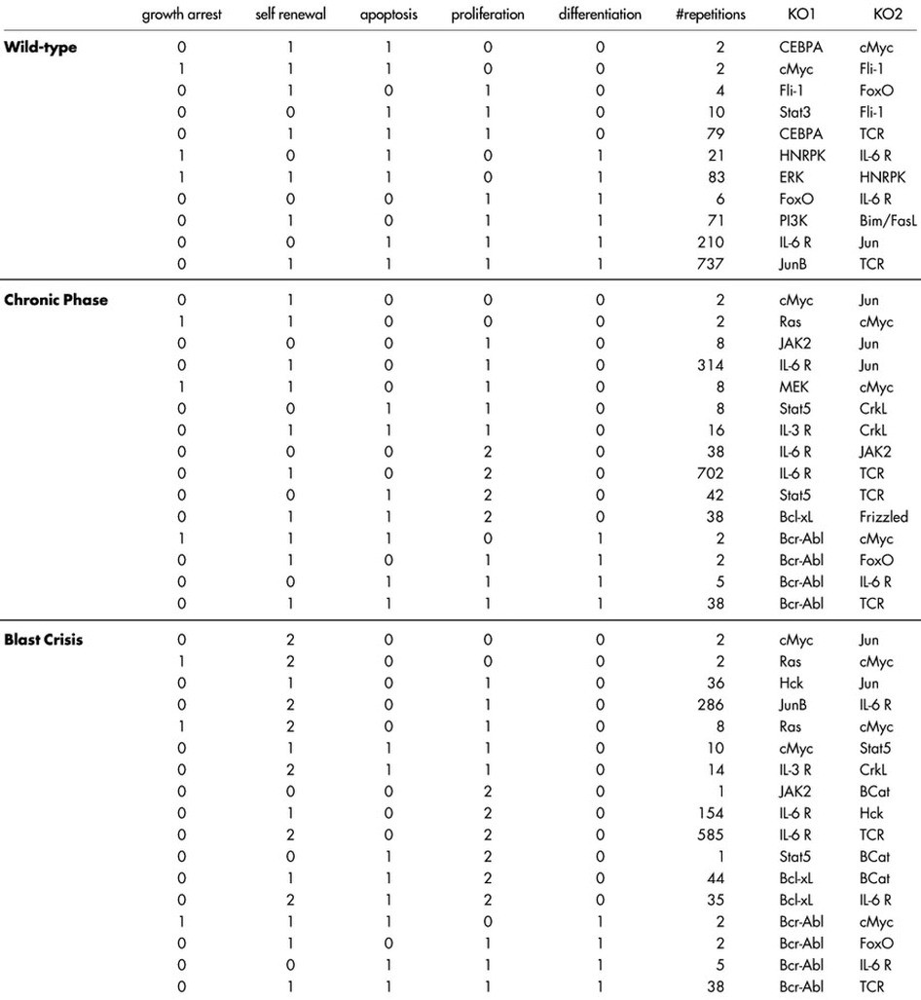 growth arrest self renewal apoptosis proliferation differentiation #repetitions KO1 KO2
Wild-type 0 1 1 0 0 2 CEBPA cMyc
1 1 1 0 0 2 cMyc Fli-1
0 1 0 1 0 4 Fli-1 FoxO
0 0 1 1 0 10 Stat3 Fli-1
0 1 1 1 0 79 CEBPA TCR
1 0 1 0 1 21 HNRPK IL-6 R
1 1 1 0 1 83 ERK HNRPK
0 0 0 1 1 6 FoxO IL-6 R
0 1 0 1 1 71 PI3K Bim/FasL
0 0 1 1 1 210 IL-6 R Jun
0 1 1 1 1 737 JunB TCR
Chronic Phase 0 1 0 0 0 2 cMyc Jun
1 1 0 0 0 2 Ras cMyc
0 0 0 1 0 8 JAK2 Jun
0 1 0 1 0 314 IL-6 R Jun
1 1 0 1 0 8 MEK cMyc
0 0 1 1 0 8 Stat5 CrkL
0 1 1 1 0 16 IL-3 R CrkL
0 0 0 2 0 38 IL-6 R JAK2
0 1 0 2 0 702 IL-6 R TCR
0 0 1 2 0 42 Stat5 TCR
0 1 1 2 0 38 Bcl-xL Frizzled
1 1 1 0 1 2 Bcr-Abl cMyc
0 1 0 1 1 2 Bcr-Abl FoxO
0 0 1 1 1 5 Bcr-Abl IL-6 R
0 1 1 1 1 38 Bcr-Abl TCR
Blast Crisis 0 2 0 0 0 2 cMyc Jun
1 2 0 0 0 2 Ras cMyc
0 1 0 1 0 36 Hck Jun
0 2 0 1 0 286 JunB IL-6 R
1 2 0 1 0 8 Ras cMyc
0 1 1 1 0 10 cMyc Stat5
0 2 1 1 0 14 IL-3 R CrkL
0 0 0 2 0 1 JAK2 BCat
0 1 0 2 0 154 IL-6 R Hck
0 2 0 2 0 585 IL-6 R TCR
0 0 1 2 0 1 Stat5 BCat
0 1 1 2 0 44 Bcl-xL BCat
0 2 1 2 0 35 Bcl-xL IL-6 R
1 1 1 0 1 2 Bcr-Abl cMyc
0 1 0 1 1 2 Bcr-Abl FoxO
0 0 1 1 1 5 Bcr-Abl IL-6 R
0 1 1 1 1 38 Bcr-Abl TCR